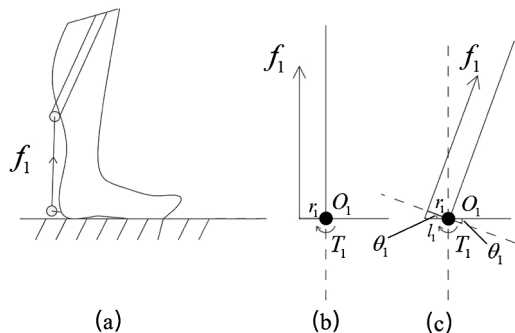 f₁
(a)
f₁
r₁ O₁
T₁
(b)
f₁
r₁ O₁
θ₁ l₁ T₁ θ₁
(c)